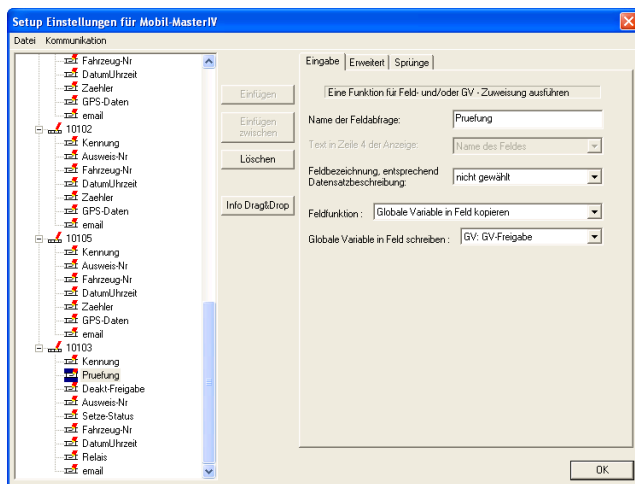 Setup Einstellungen für Mobil-MasterIV
Datei Kommunikation
Fahrzeug-Nr
DatumUhrzeit
Zaehler
GPS-Daten
email
10102
Kennung
Ausweis-Nr
Fahrzeug-Nr
DatumUhrzeit
Zaehler
GPS-Daten
email
10105
Kennung
Ausweis-Nr
Fahrzeug-Nr
DatumUhrzeit
Zaehler
GPS-Daten
email
10103
Kennung
Pruefung
Deakt-Freigabe
Ausweis-Nr
Setze-Status
Fahrzeug-Nr
DatumUhrzeit
Relais
email
Einfügen
Einfügen
zwischen
Löschen
Info Drag&Drop
Eingabe Erweitert Sprünge
Eine Funktion für Feld- und/oder GV - Zuweisung ausführen
Name der Feldabfrage: Pruefung
Text in Zeile 4 der Anzeige: Name des Feldes
Feldbezeichnung, entsprechend
Datensatzbeschreibung: nicht gewählt
Feldfunktion : Globale Variable in Feld kopieren
Globale Variable in Feld schreiben : GV: GV-Freigabe
OK